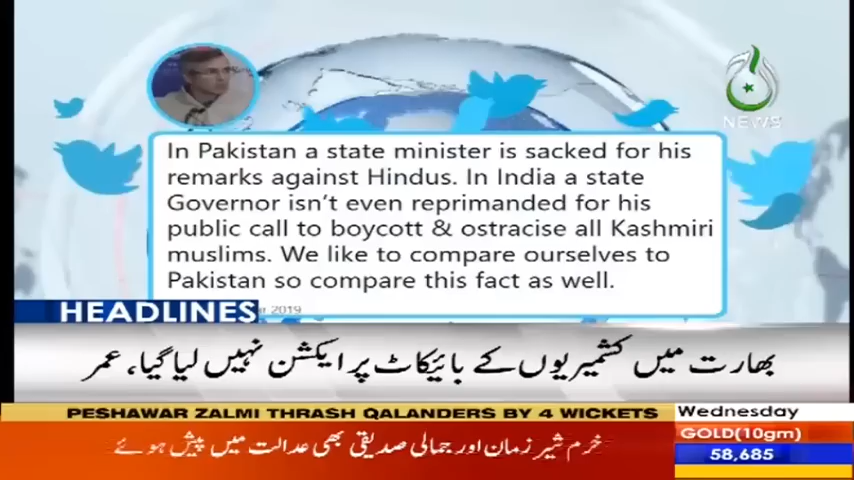 NEWS
In Pakistan a state minister is sacked for his
remarks against Hindus. In India a state
Governor isn't even reprimanded for his
public call to boycott & ostracise all Kashmiri
muslims. We like to compare ourselves to
Pakistan so compare this fact as well.
2019
HEADLINES
بھارت میں کشمیریوں کے بائیکاٹ پر ایکشن نہیں لیا گیا، عمر
PESHAWAR ZALMI THRASH QALANDERS BY 4 WICKETS
Wednesday
GOLD(10gm)
58,685
خرم شیر زمان اور جمالی صدیقی بھی عدالت میں پیش ہوئے